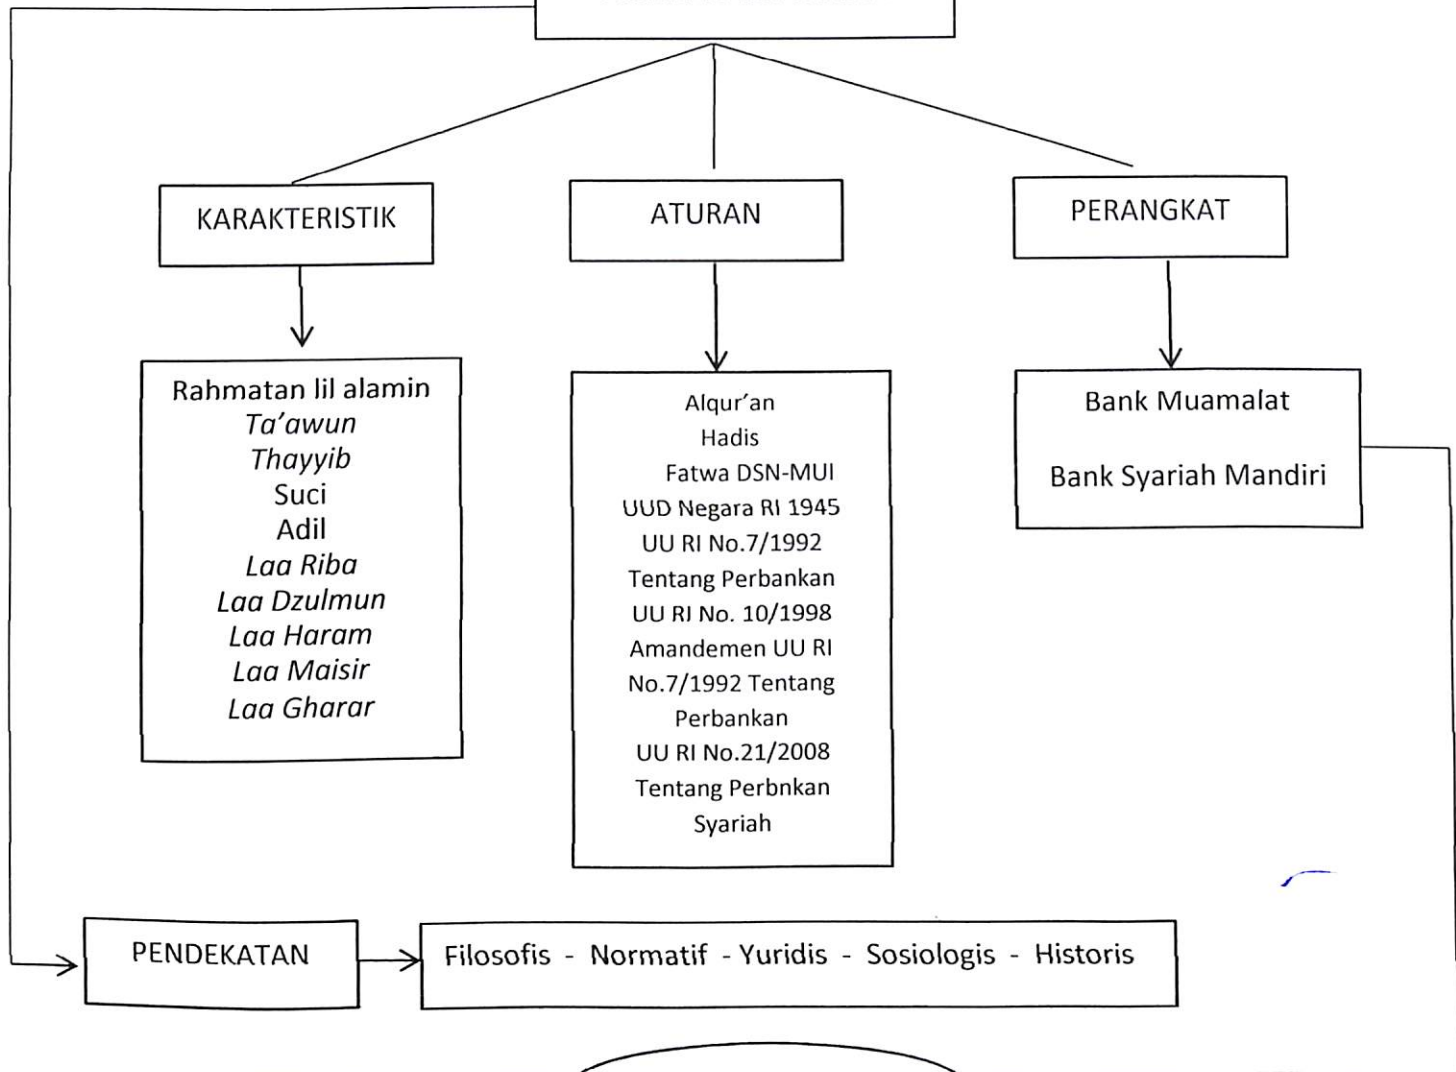 KARAKTERISTIK
ATURAN
PERANGKAT
Rahmatan lil alamin
Ta’awun
Thayyib
Suci
Adil
Laa Riba
Laa Dzulmun
Laa Haram
Laa Maisir
Laa Gharar
Alqur’an
Hadis
Fatwa DSN-MUI
UUD Negara RI 1945
UU RI No.7/1992
Tentang Perbankan
UU RI No. 10/1998
Amandemen UU RI
No.7/1992 Tentang
Perbankan
UU RI No.21/2008
Tentang Perbnkan
Syariah
Bank Muamalat
Bank Syariah Mandiri
PENDEKATAN
Filosofis - Normatif - Yuridis - Sosiologis - Historis